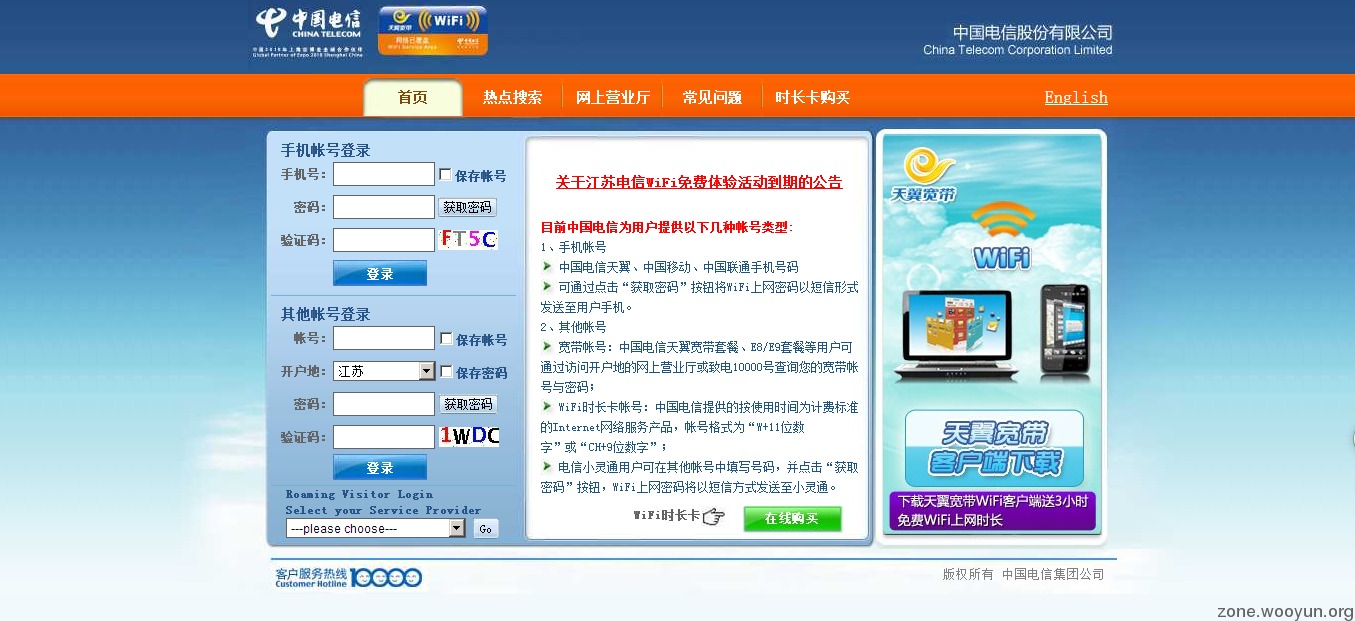 中国电信
CHINA TELECOM
中国2010年上海世博会全球合作伙伴
Global Partner of Expo 2010 Shanghai China
天翼宽带 WiFi
网络已覆盖
WiFi Service Area
中国电信股份有限公司
China Telecom Corporation Limited
首页 热点搜索 网上营业厅 常见问题 时长卡购买 English
手机帐号登录
手机号: 保存帐号
密码: 获取密码
验证码: FT5C
登录
其他帐号登录
帐号: 保存帐号
开户地: 江苏 保存密码
密码: 获取密码
验证码: 1WDC
登录
Roaming Visitor Login
Select your Service Provider
---please choose--- Go
关于江苏电信WiFi免费体验活动到期的公告
目前中国电信为用户提供以下几种帐号类型:
1、手机帐号
中国电信天翼、中国移动、中国联通手机号码
可通过点击“获取密码”按钮将WiFi上网密码以短信形式
发送至用户手机。
2、其他帐号
宽带帐号: 中国电信天翼宽带套餐、E8/E9套餐等用户可
通过访问开户地的网上营业厅或致电10000号查询您的宽带帐
号与密码;
WiFi时长卡帐号: 中国电信提供的按使用时间为计费标准
的Internet网络服务产品, 帐号格式为“W+11位数
字”或“CH+9位数字”;
电信小灵通用户可在其他帐号中填写号码, 并点击“获取
密码”按钮, WiFi上网密码将以短信方式发送至小灵通。
WiFi时长卡 在线购买
天翼宽带
WiFi
天翼宽带
客户端下载
下载天翼宽带WiFi客户端送3小时
免费WiFi上网时长
客户服务热线 10000
Customer Hotline
版权所有 中国电信集团公司
zone.wooyun.org